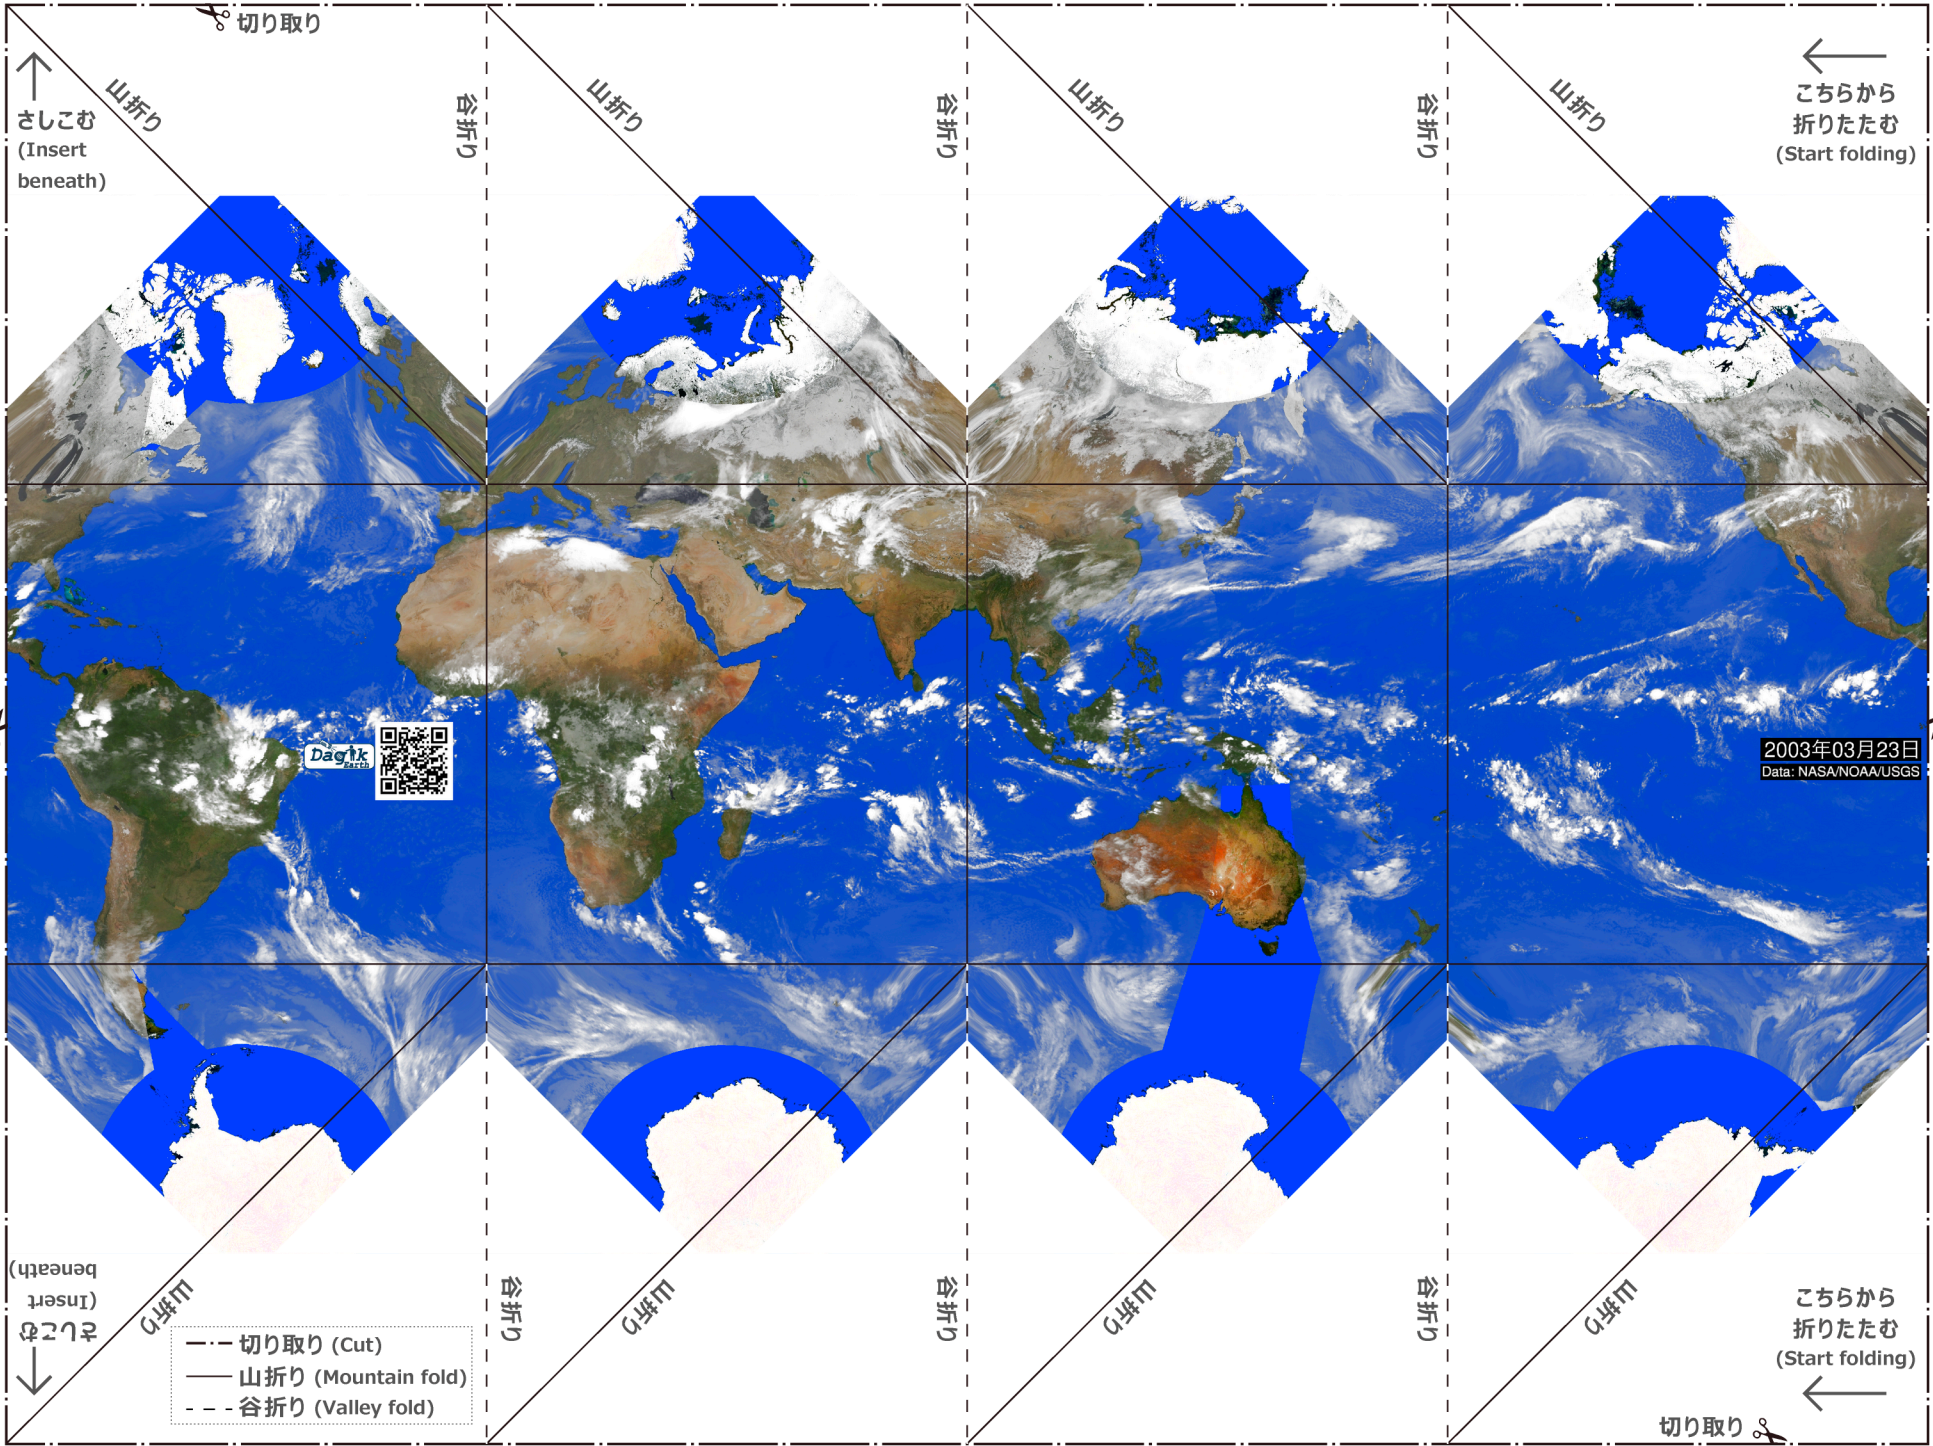 切り取り
さしこむ
(Insert
beneath)
山折り
谷折り
山折り
谷折り
山折り
谷折り
山折り
こちらから
折りたたむ
(Start folding)
Dagik
Earth
2003年03月23日
Data: NASA/NOAA/USGS
さしこむ
(Insert
beneath)
山折り
谷折り
山折り
谷折り
山折り
谷折り
山折り
こちらから
折りたたむ
(Start folding)
切り取り (Cut)
山折り (Mountain fold)
谷折り (Valley fold)
切り取り